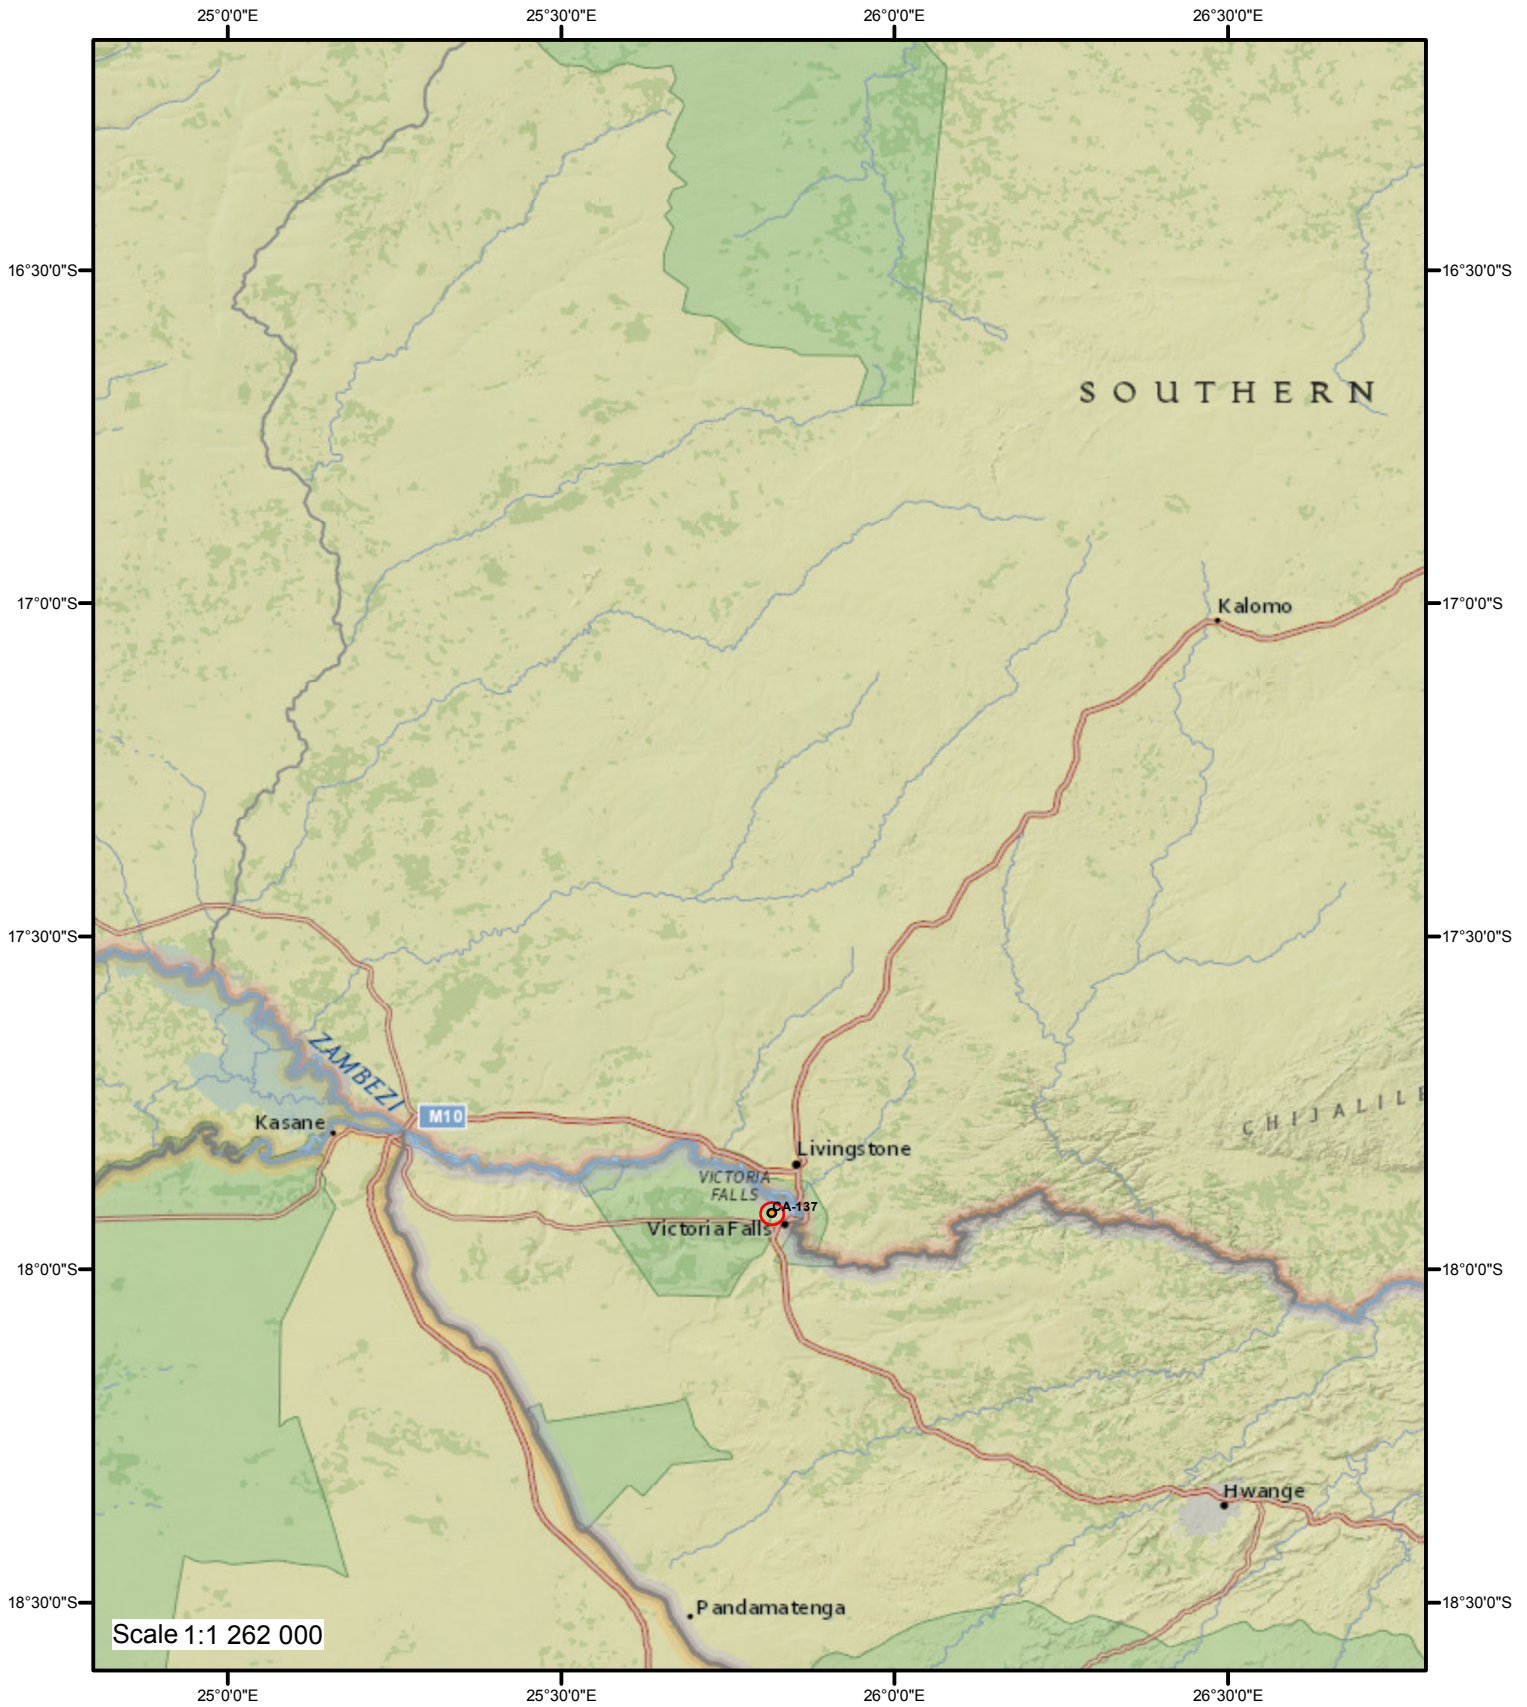 25°0'0"E 25°30'0"E 26°0'0"E 26°30'0"E
16°30'0"S 16°30'0"S
SOUTHERN
17°0'0"S 17°0'0"S
Kalomo
17°30'0"S 17°30'0"S
ZAMBEZI
M10
Kasane
CHIJALILE
Livingstone
VICTORIA
FALLS
CA-137
Victoria Falls
18°0'0"S 18°0'0"S
Hwange
18°30'0"S 18°30'0"S
Pandamatenga
Scale 1:1 262 000
25°0'0"E 25°30'0"E 26°0'0"E 26°30'0"E